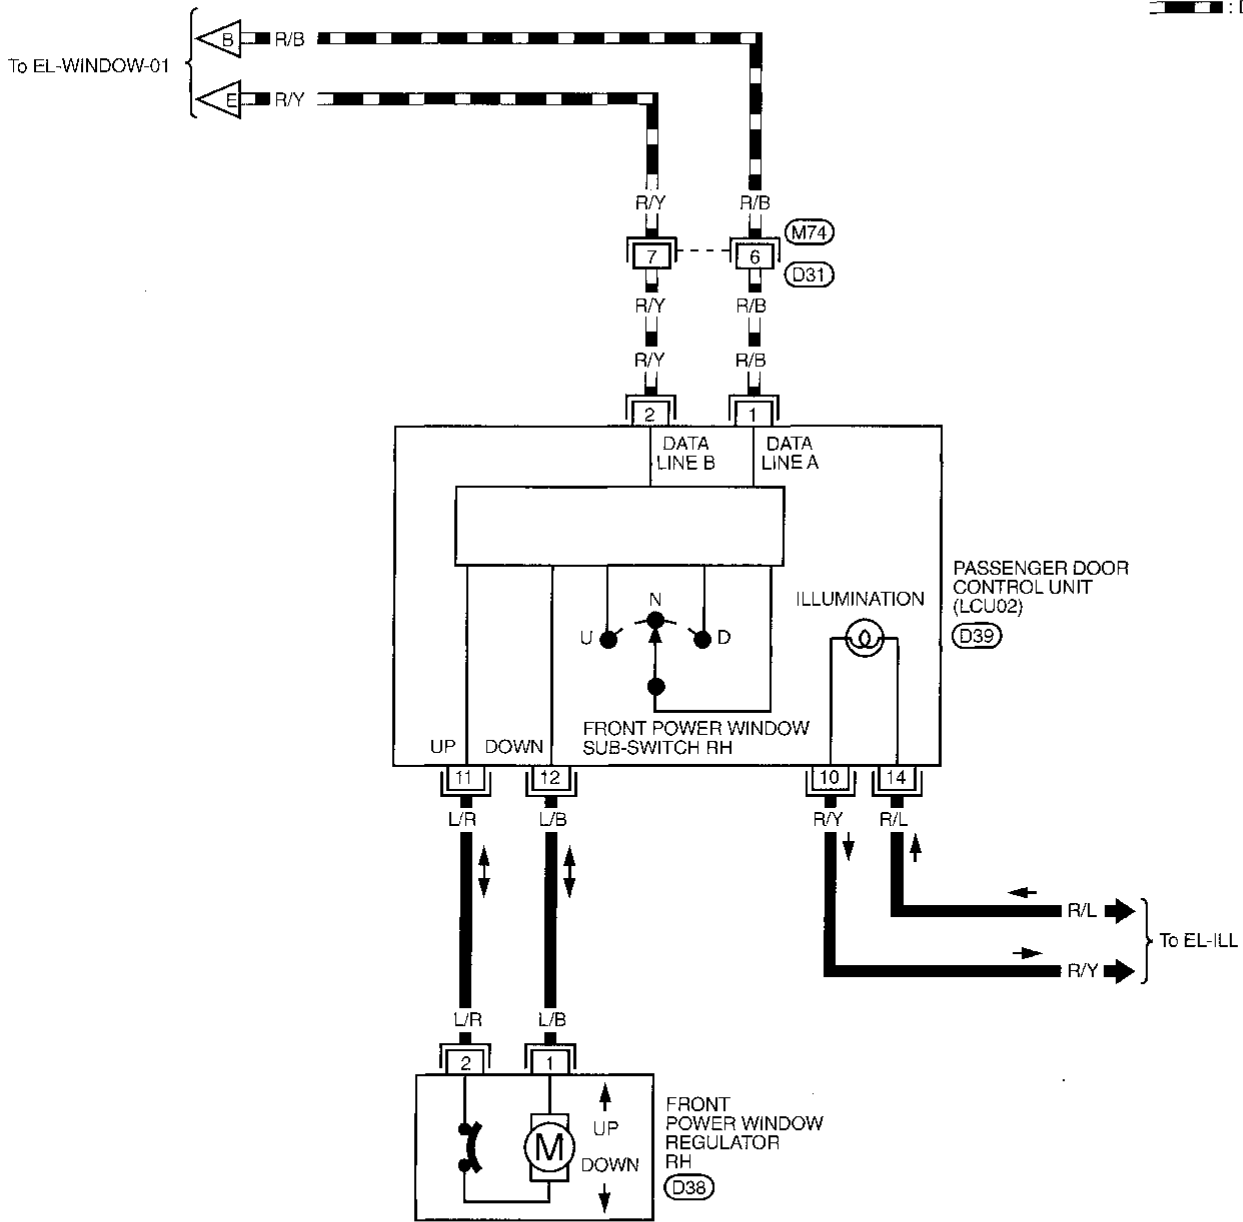 : D
B
R/B
To EL-WINDOW-01
E
R/Y
R/Y
R/B
M74
7
6
D31
R/Y
R/B
R/Y
R/B
2
1
DATA
LINE B
DATA
LINE A
PASSENGER DOOR
CONTROL UNIT
(LCU02)
D39
ILLUMINATION
N
U
D
FRONT POWER WINDOW
SUB-SWITCH RH
UP
DOWN
11
12
10
14
L/R
L/B
R/Y
R/L
R/L
To EL-ILL
R/Y
L/R
L/B
2
1
M
UP
DOWN
FRONT
POWER WINDOW
REGULATOR
RH
D38